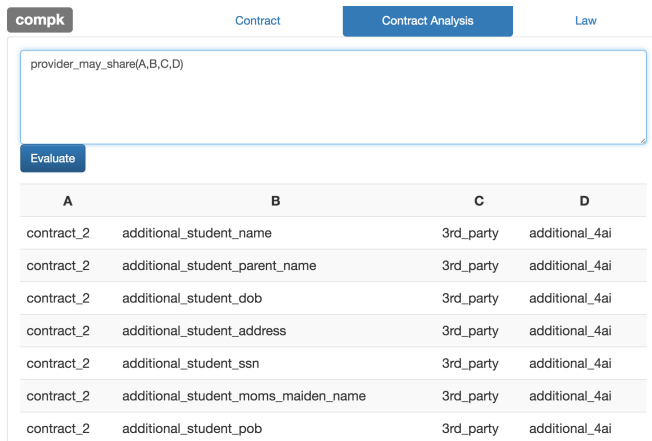 compk Contract Contract Analysis Law
provider_may_share(A,B,C,D)
Evaluate
A B C D
contract_2 additional_student_name 3rd_party additional_4ai
contract_2 additional_student_parent_name 3rd_party additional_4ai
contract_2 additional_student_dob 3rd_party additional_4ai
contract_2 additional_student_address 3rd_party additional_4ai
contract_2 additional_student_ssn 3rd_party additional_4ai
contract_2 additional_student_moms_maiden_name 3rd_party additional_4ai
contract_2 additional_student_pob 3rd_party additional_4ai